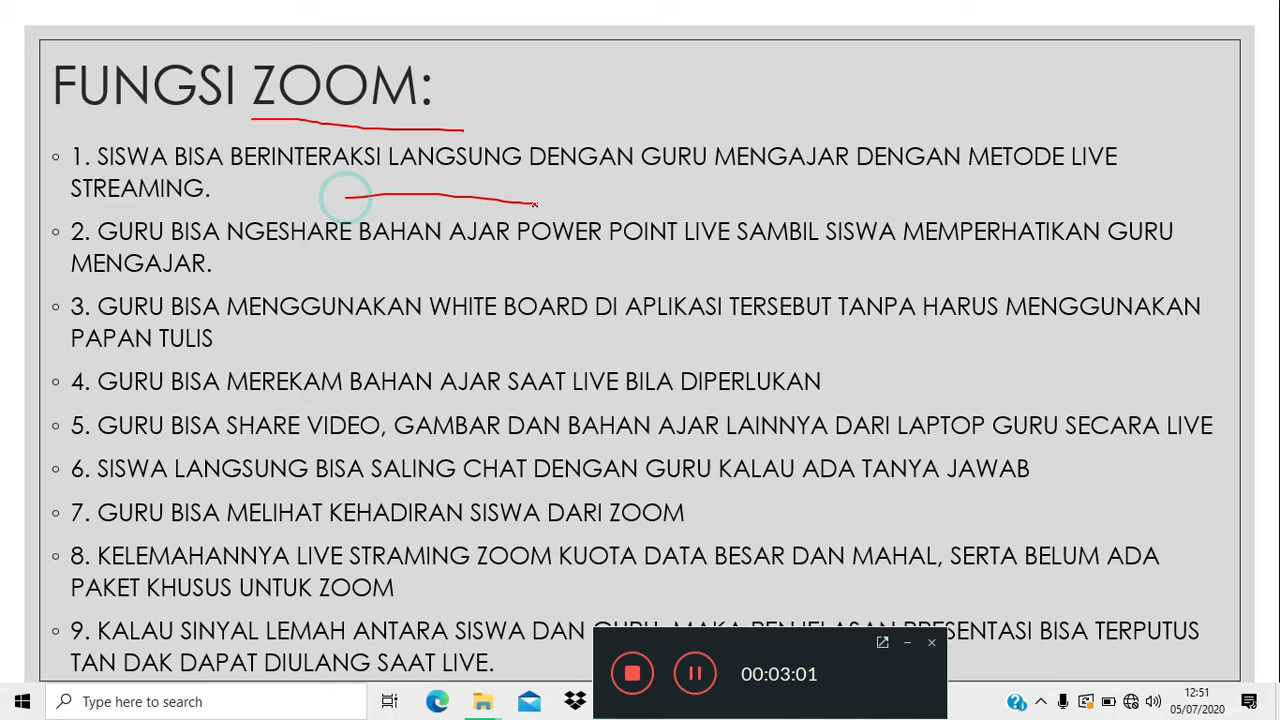 FUNGSI ZOOM:
1. SISWA BISA BERINTERAKSI LANGSUNG DENGAN GURU MENGAJAR DENGAN METODE LIVE
STREAMING.
2. GURU BISA NGESHARE BAHAN AJAR POWER POINT LIVE SAMBIL SISWA MEMPERHATIKAN GURU
MENGAJAR.
3. GURU BISA MENGGUNAKAN WHITE BOARD DI APLIKASI TERSEBUT TANPA HARUS MENGGUNAKAN
PAPAN TULIS
4. GURU BISA MEREKAM BAHAN AJAR SAAT LIVE BILA DIPERLUKAN
5. GURU BISA SHARE VIDEO, GAMBAR DAN BAHAN AJAR LAINNYA DARI LAPTOP GURU SECARA LIVE
6. SISWA LANGSUNG BISA SALING CHAT DENGAN GURU KALAU ADA TANYA JAWAB
7. GURU BISA MELIHAT KEHADIRAN SISWA DARI ZOOM
8. KELEMAHANNYA LIVE STRAMING ZOOM KUOTA DATA BESAR DAN MAHAL, SERTA BELUM ADA
PAKET KHUSUS UNTUK ZOOM
9. KALAU SINYAL LEMAH ANTARA SISWA DAN GURU, MAKA PENJELASAN PRESENTASI BISA TERPUTUS
TAN DAK DAPAT DIULANG SAAT LIVE.
00:03:01
Type here to search
12:51
05/07/2020